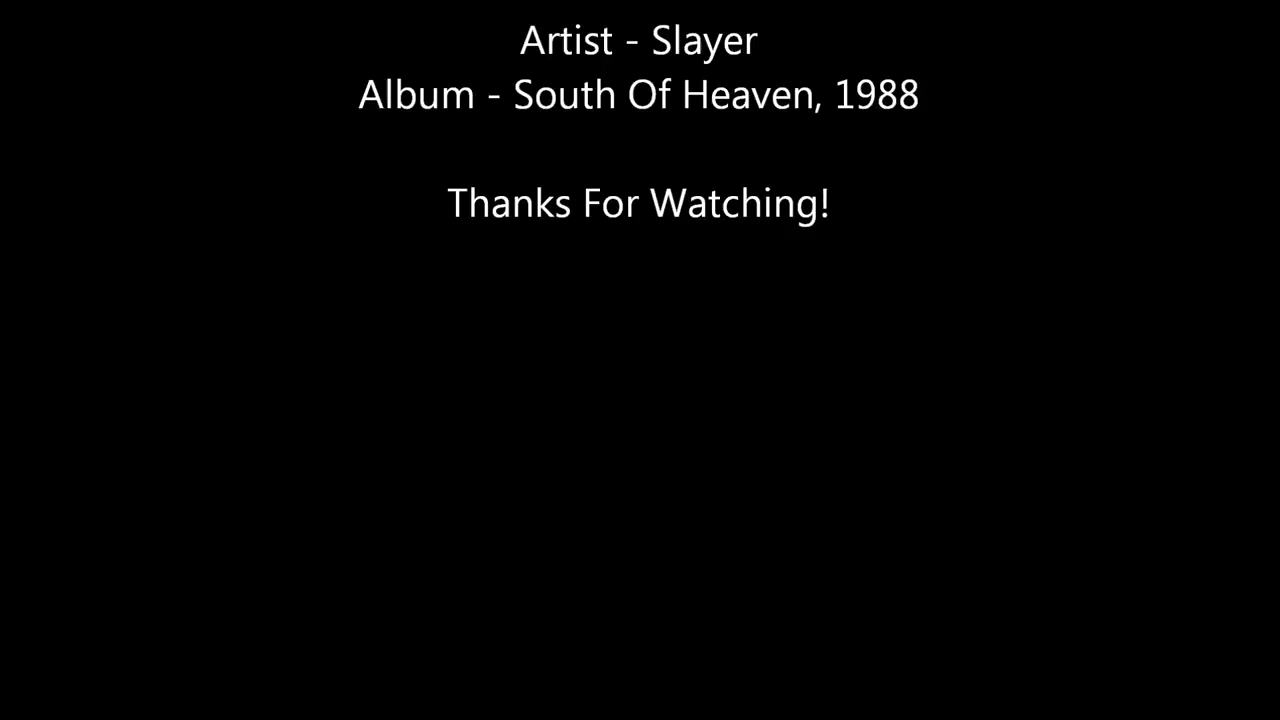 Artist - Slayer
Album - South Of Heaven, 1988
Thanks For Watching!